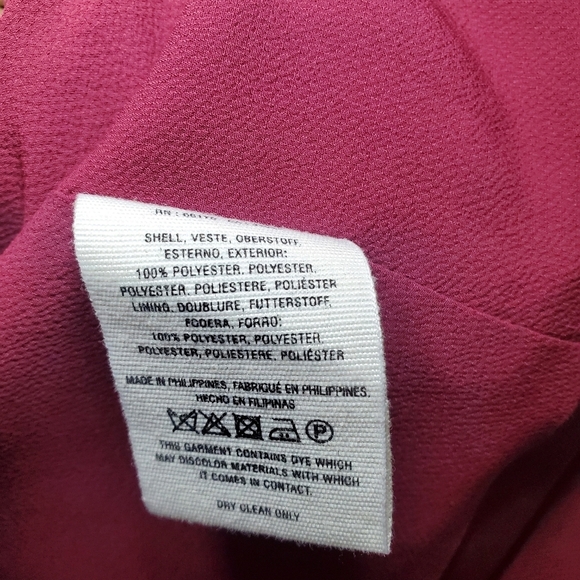 RN :
SHELL, VESTE, OBERSTOFF,
ESTERNO, EXTERIOR:
100% POLYESTER. POLYESTER.
POLYESTER. POLIESTERE, POLIÉSTER
LINING, DOUBLURE, FUTTERSTOFF,
FODERA, FORRO:
100% POLYESTER, POLYESTER,
POLYESTER, POLIESTERE, POLIÉSTER
MADE IN PHILIPPINES, FABRIQUÉ EN PHILIPPINES.
HECHO EN FILIPINAS
P
THIS GARMENT CONTAINS DYE WHICH
MAY DISCOLOR MATERIALS WITH WHICH
IT COMES IN CONTACT.
DRY CLEAN ONLY